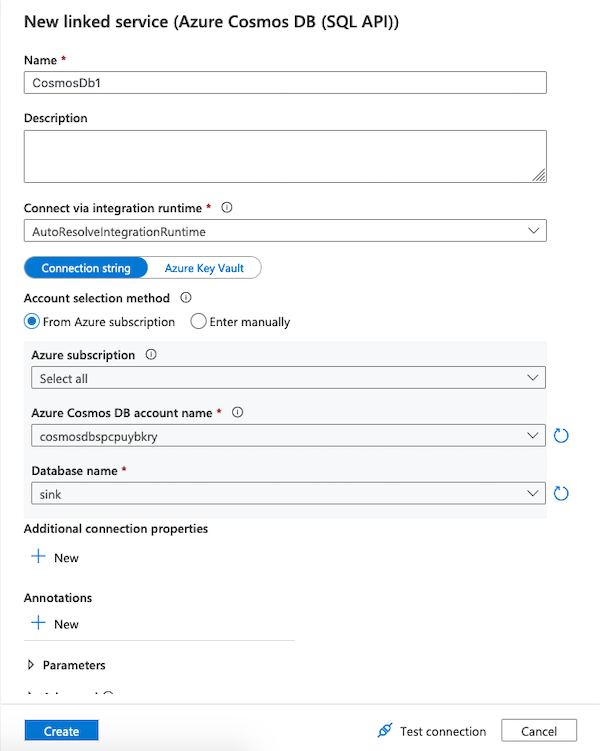 New linked service (Azure Cosmos DB (SQL API))
Name *
CosmosDb1
Description
Connect via integration runtime *
AutoResolveIntegrationRuntime
Connection string
Azure Key Vault
Account selection method
From Azure subscription
Enter manually
Azure subscription
Select all
Azure Cosmos DB account name *
cosmosdbspcpuybkry
Database name *
sink
Additional connection properties
New
Annotations
New
Parameters
Create
Test connection
Cancel